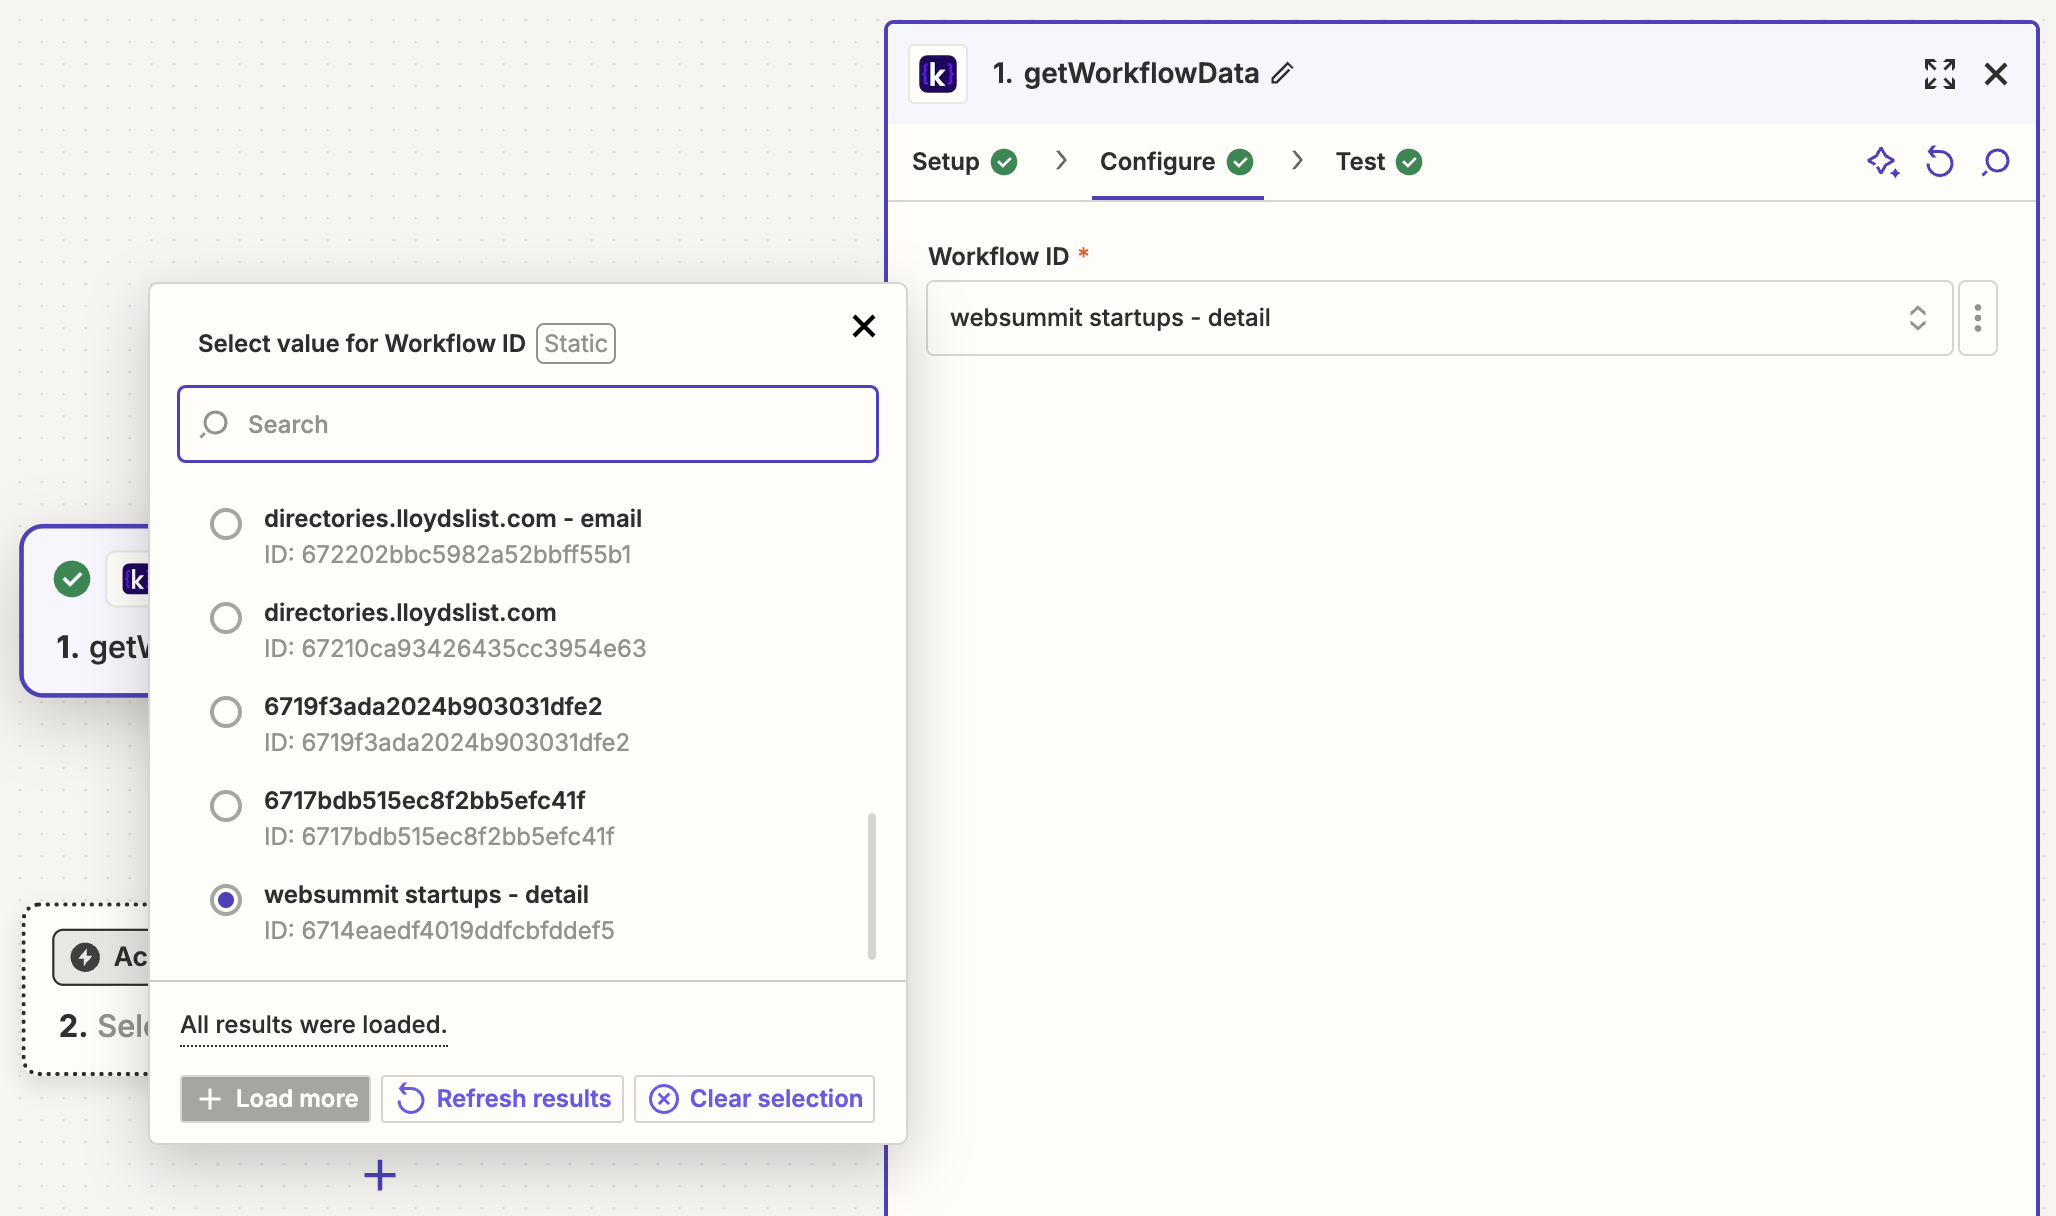 1. getWorkflowData
Setup
Configure
Test
Workflow ID *
websummit startups - detail
Select value for Workflow ID Static
Search
directories.lloydslist.com - email
ID: 672202bbc5982a52bbff55b1
directories.lloydslist.com
ID: 67210ca93426435cc3954e63
6719f3ada2024b903031dfe2
ID: 6719f3ada2024b903031dfe2
6717bdb515ec8f2bb5efc41f
ID: 6717bdb515ec8f2bb5efc41f
websummit startups - detail
ID: 6714eaedf4019ddfcbfddef5
All results were loaded.
Load more
Refresh results
Clear selection
{k}
1. get
Ac
2. Sel